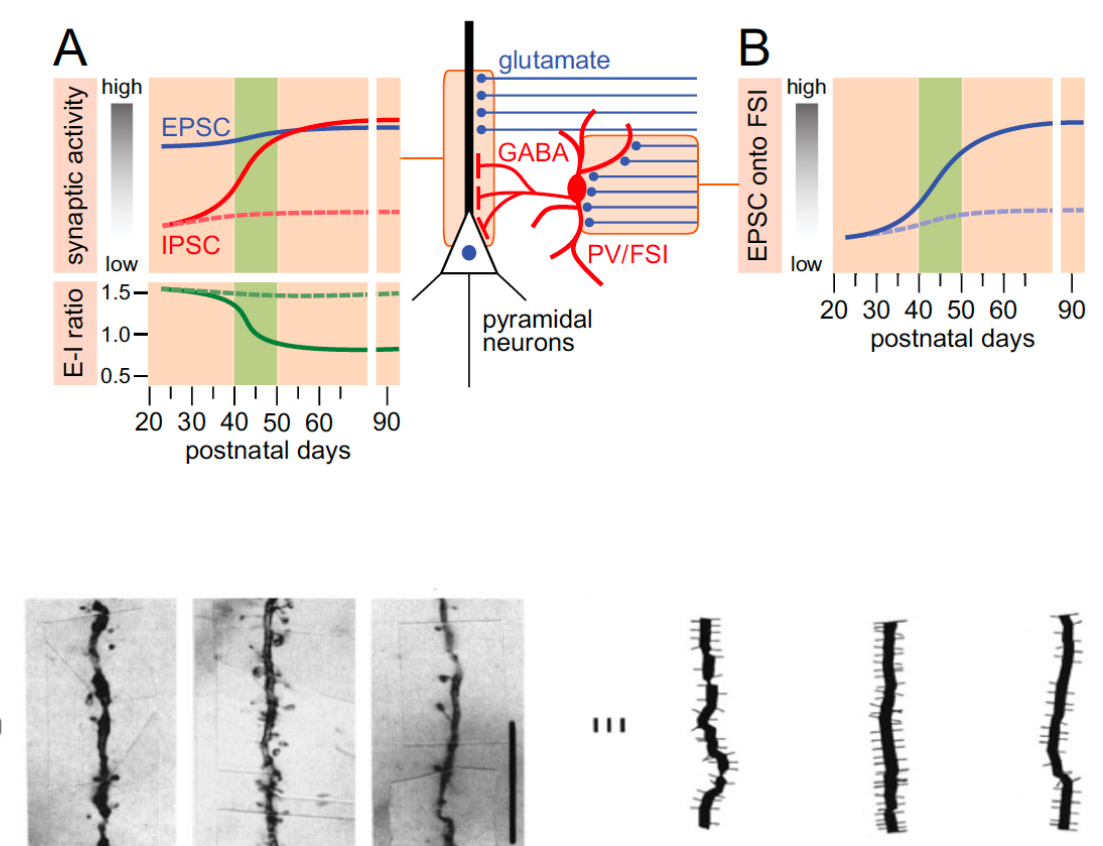 A
synaptic activity
high
low
EPSC
IPSC
E-I ratio
1.5
1.0
0.5
20 30 40 50 60 90
postnatal days
glutamate
GABA
PV/FSI
pyramidal
neurons
B
EPSC onto FSI
high
low
20 30 40 50 60 90
postnatal days